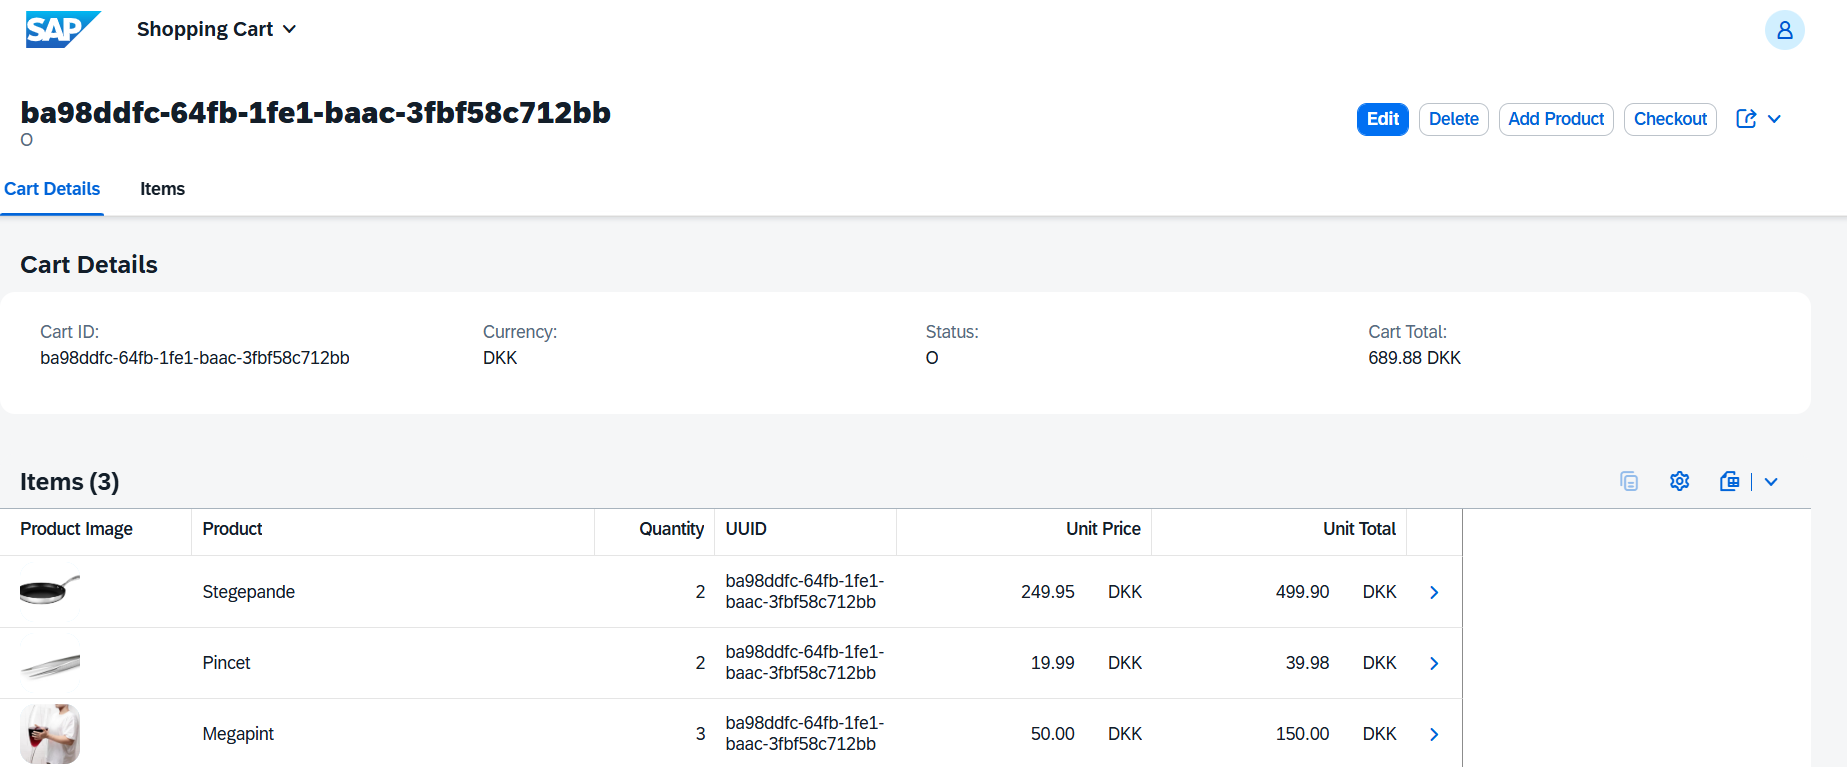 SAP Shopping Cart
ba98ddfc-64fb-1fe1-baac-3fbf58c712bb
O
Edit Delete Add Product Checkout
Cart Details Items
Cart Details
Cart ID: Currency: Status: Cart Total:
ba98ddfc-64fb-1fe1-baac-3fbf58c712bb DKK O 689.88 DKK
Items (3)
Product Image Product Quantity UUID Unit Price Unit Total
Stegepande 2 ba98ddfc-64fb-1fe1- 249.95 DKK 499.90 DKK
baac-3fbf58c712bb
Pincet 2 ba98ddfc-64fb-1fe1- 19.99 DKK 39.98 DKK
baac-3fbf58c712bb
Megapint 3 ba98ddfc-64fb-1fe1- 50.00 DKK 150.00 DKK
baac-3fbf58c712bb